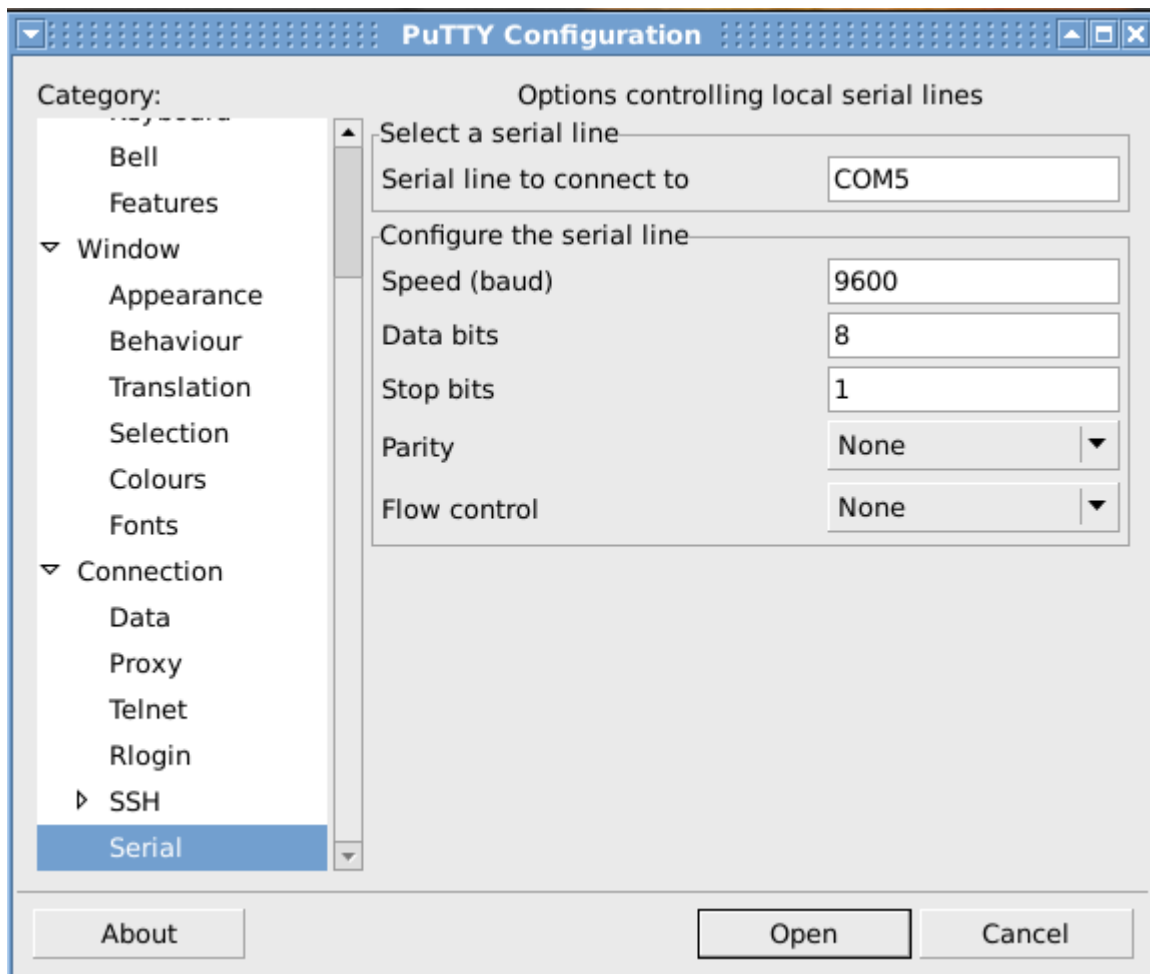 PuTTY Configuration
Category:
Bell
Features
Window
Appearance
Behaviour
Translation
Selection
Colours
Fonts
Connection
Data
Proxy
Telnet
Rlogin
SSH
Serial
Options controlling local serial lines
Select a serial line
Serial line to connect to COM5
Configure the serial line
Speed (baud) 9600
Data bits 8
Stop bits 1
Parity None
Flow control None
About Open Cancel